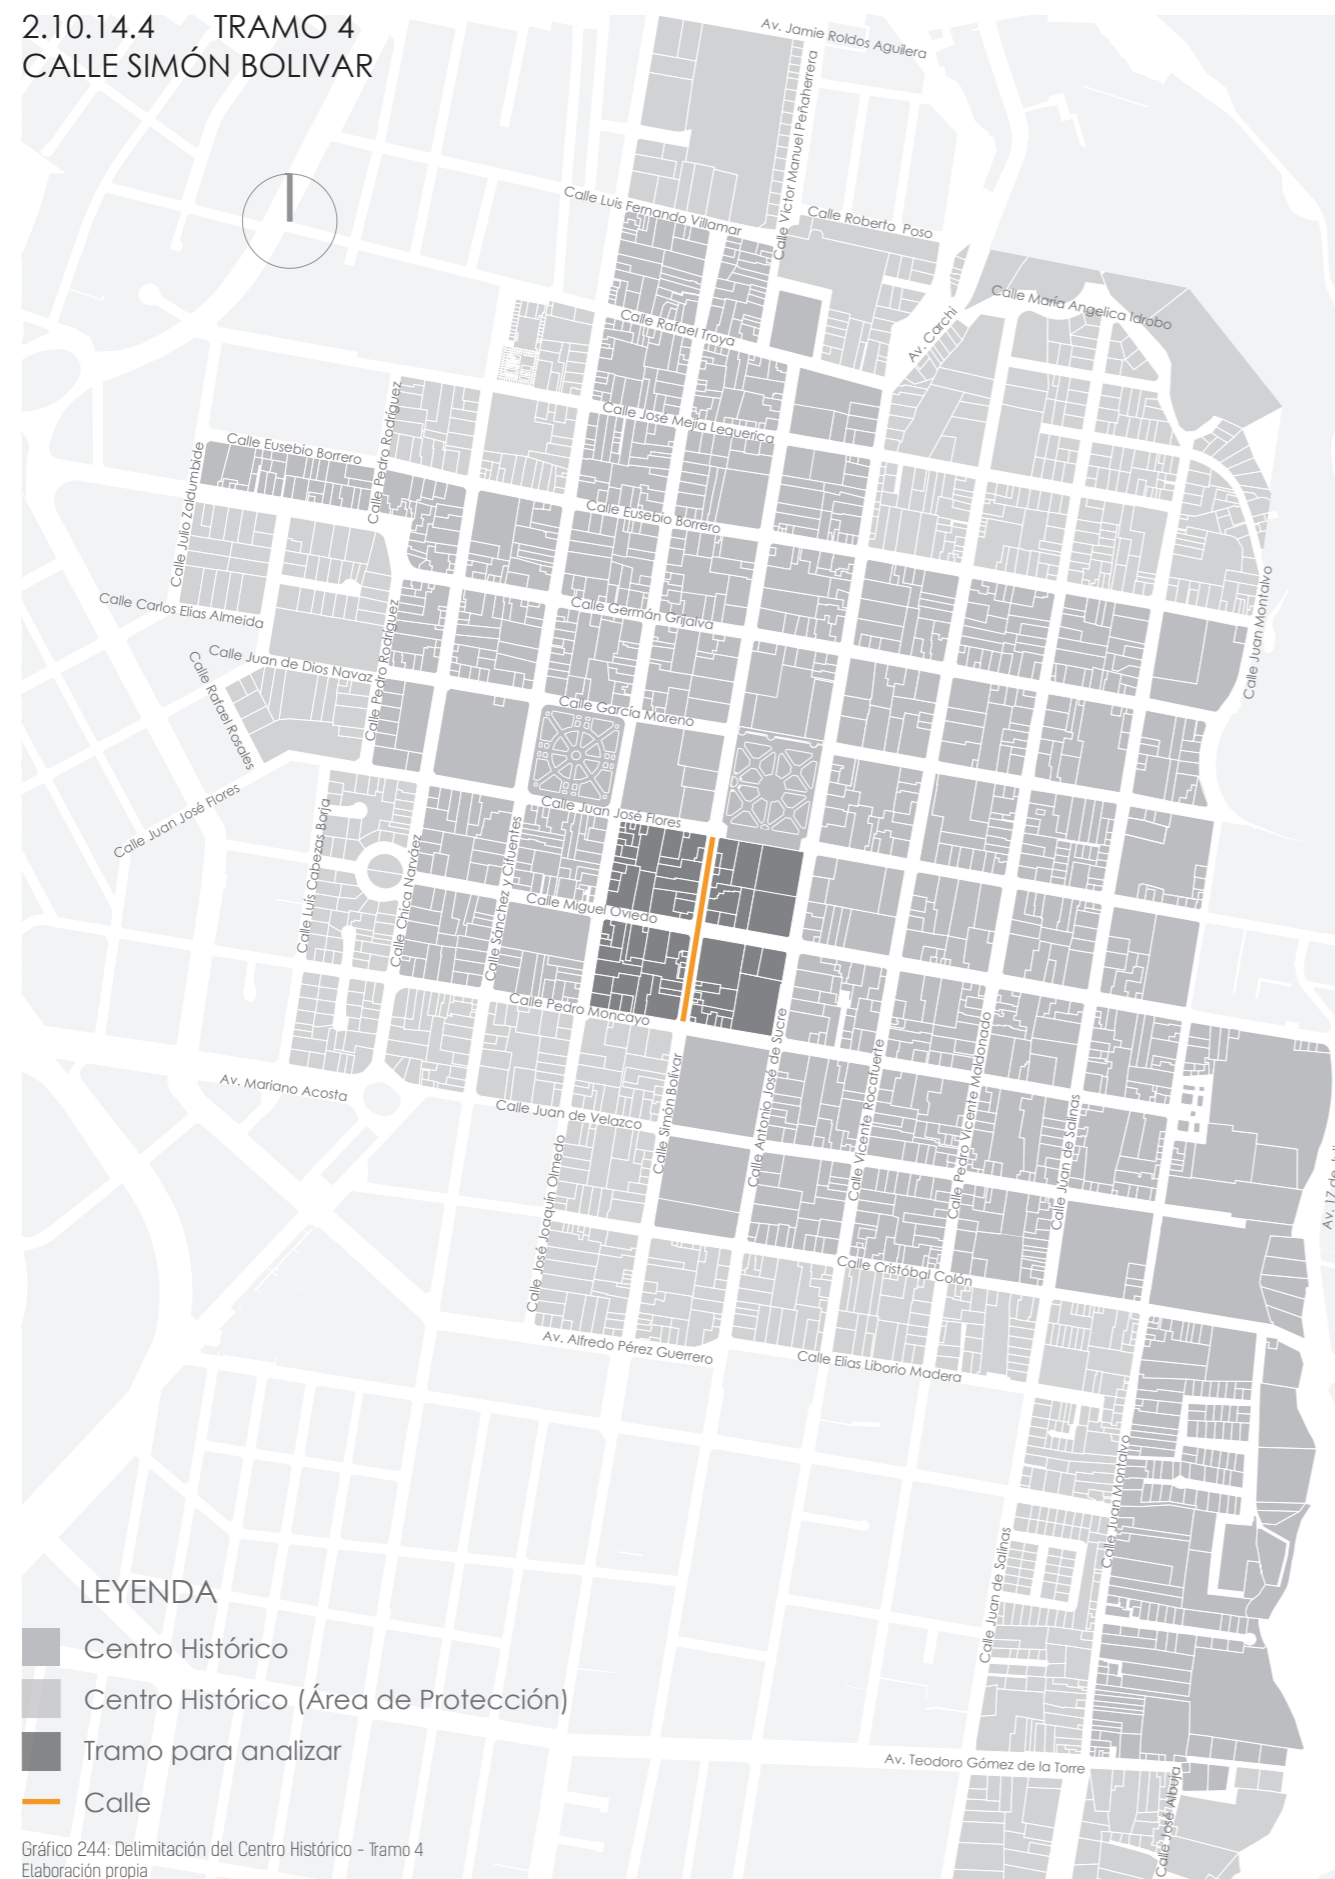 2.10.14.4 TRAMO 4
CALLE SIMÓN BOLIVAR
Av. Jamie Roldos Aguilera
Calle Victor Manuel Peñaherrera
Calle Luis Fernando Villamar
Calle Roberto Poso
Calle María Angelica Idrobo
Av. Carchi
Calle Rafael Troya
Calle José Mejía Lequerica
Calle Pedro Rodríguez
Calle Eusebio Borrero
Calle Julio Zaldumbide
Calle Eusebio Borrero
Calle Carlos Elías Almeida
Calle Germán Grijalva
Calle Juan Montalvo
Calle Pedro Rodríguez
Calle Juan de Dios Navaz
Calle Rafael Rosales
Calle García Moreno
Calle Juan José Flores
Calle Juan José Flores
Calle Luís Cabezas Borja
Calle Chica Narváez
Calle Sánchez y Cifuentes
Calle Miguel Oviedo
Calle Pedro Moncayo
Calle Simón Bolívar
Calle Antonio José de Sucre
Calle Vicente Rocafuerte
Calle Pedro Vicente Maldonado
Calle Juan de Salinas
Av. Mariano Acosta
Calle Juan de Velazco
Calle José Joaquín Olmedo
Av. 17 de
Calle Cristóbal Colón
Av. Alfredo Pérez Guerrero
Calle Elías Liborio Madera
Calle Juan Montalvo
Calle Juan de Salinas
Av. Teodoro Gómez de la Torre
Calle José Albuja
LEYENDA
Centro Histórico
Centro Histórico (Área de Protección)
Tramo para analizar
Calle
Gráfico 244: Delimitación del Centro Histórico - Tramo 4
Elaboración propia